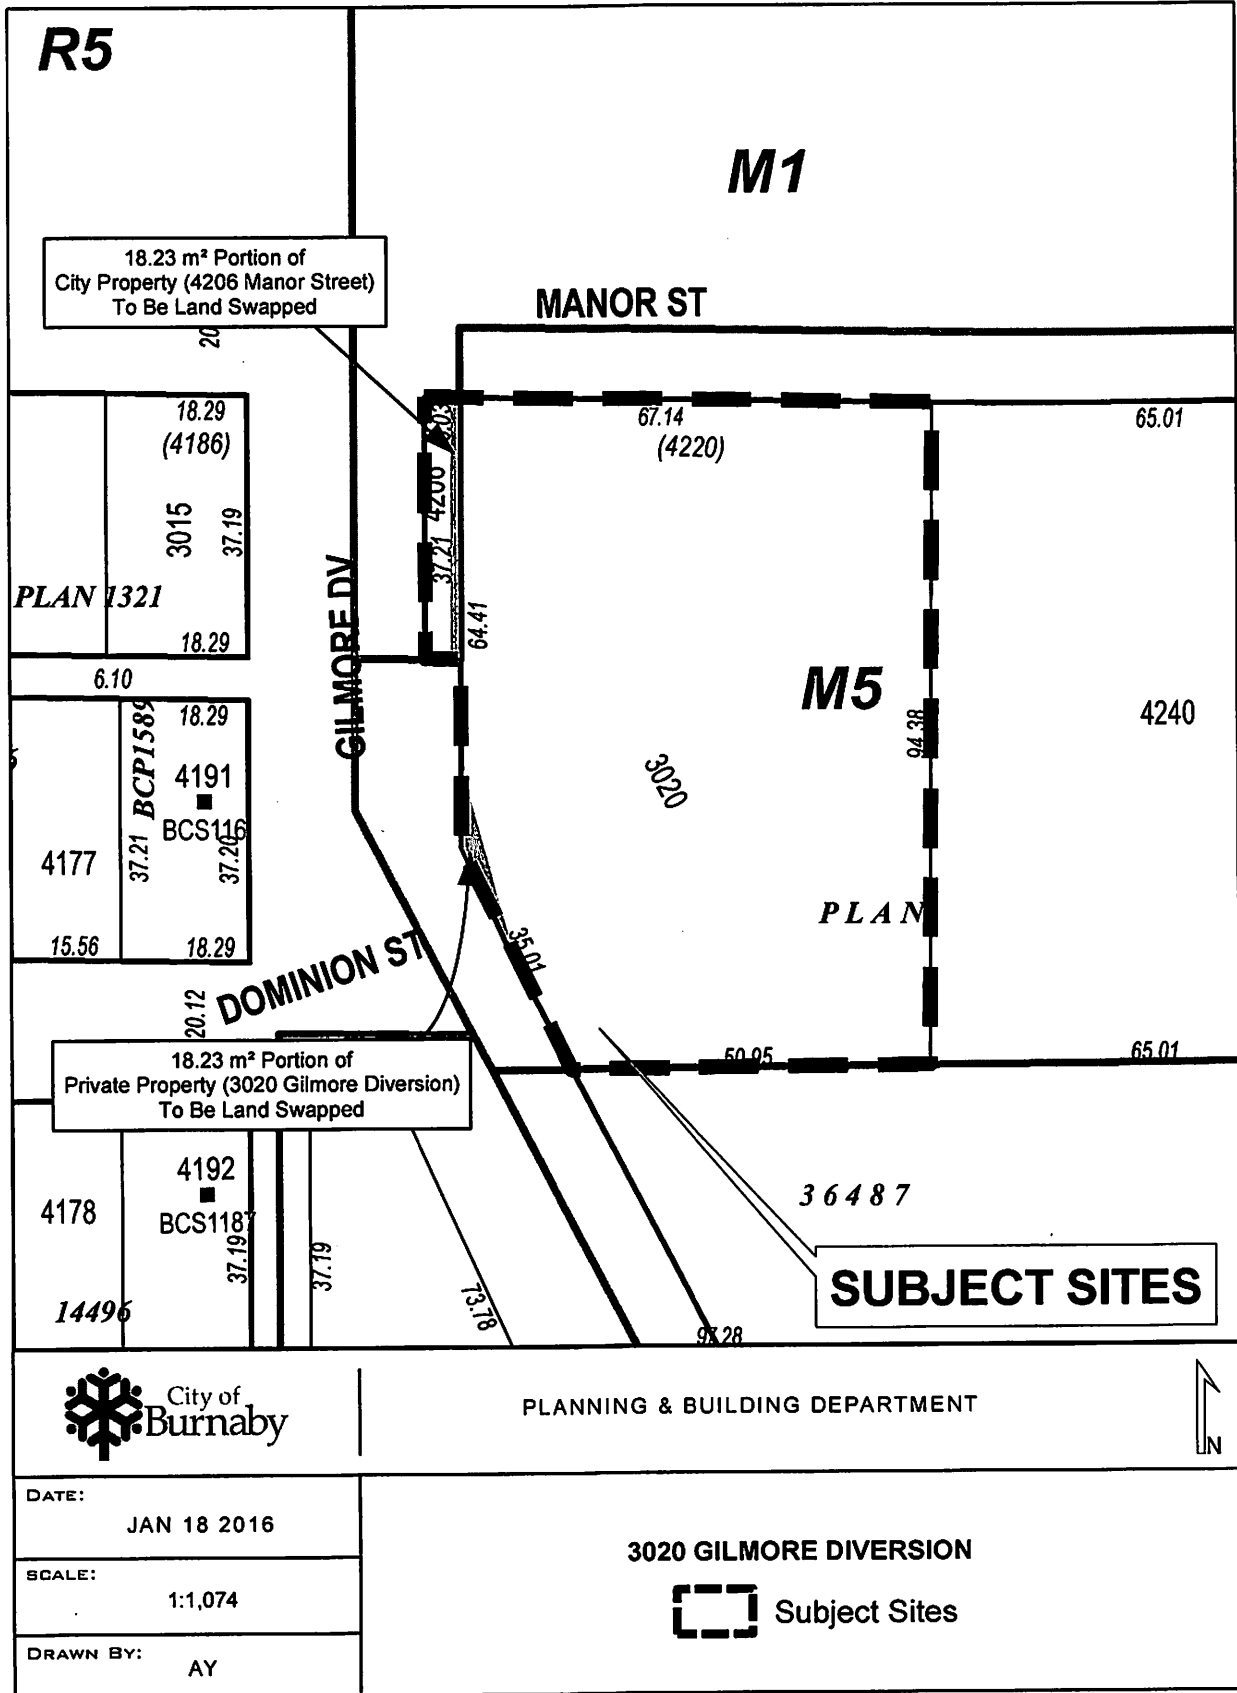 R5
M1
18.23 m² Portion of
City Property (4206 Manor Street)
To Be Land Swapped
MANOR ST
20
18.29
(4186)
3015
37.19
PLAN 1321
18.29
6.10
67.14
(4220)
65.01
4206
37.21
64.41
GILMORE DV
M5
4240
94.38
3020
BCP1589
18.29
4191
BCS116
37.21
37.20
4177
15.56
18.29
PLAN
35.01
DOMINION ST
20.12
60.95
65.01
18.23 m² Portion of
Private Property (3020 Gilmore Diversion)
To Be Land Swapped
4192
4178
BCS1187
37.19
37.19
36487
SUBJECT SITES
14496
73.78
97.28
City of
Burnaby
PLANNING & BUILDING DEPARTMENT
N
DATE:
JAN 18 2016
SCALE:
1:1,074
DRAWN BY:
AY
3020 GILMORE DIVERSION
Subject Sites